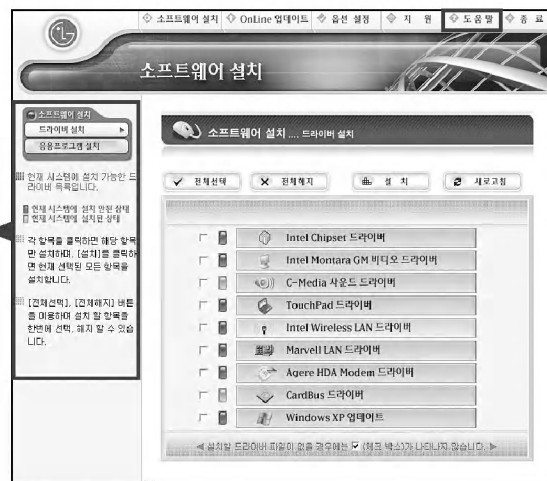 소프트웨어 설치 OnLine 업데이트 옵션 설정 지 원 도움말 종 료
LG
소프트웨어 설치
소프트웨어 설치
드라이버 설치
응용프로그램 설치
현재 시스템에 설치 가능한 드
라이버 목록입니다.
현재 시스템에 설치 안된 상태
현재 시스템에 설치된 상태
각 항목을 클릭하면 해당 항목
만 설치하며, [설치]를 클릭하
면 현재 선택된 모든 항목을
설치합니다.
[전체선택], [전체해지] 버튼
을 이용하여 설치 할 항목을
한번에 선택, 해지 할 수 있습
니다.
소프트웨어 설치 .... 드라이버 설치
전체선택 전체해지 설 치 새로고침
Intel Chipset 드라이버
Intel Montara GM 비디오 드라이버
C-Media 사운드 드라이버
TouchPad 드라이버
Intel Wireless LAN 드라이버
Marvell LAN 드라이버
Agere HDA Modem 드라이버
CardBus 드라이버
Windows XP 업데이트
설치할 드라이버 파일이 없을 경우에는 (체크 박스)가 나타나지 않습니다.